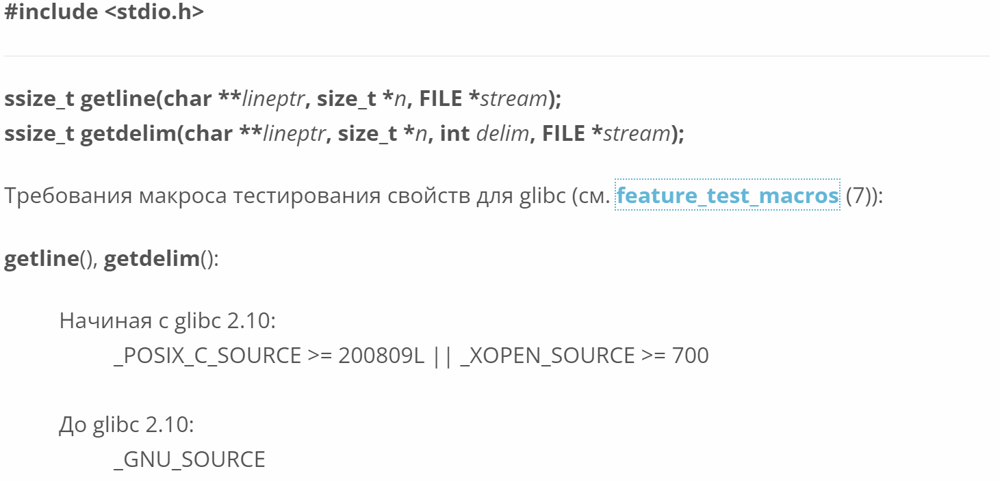 #include <stdio.h>
ssize_t getline(char **lineptr, size_t *n, FILE *stream);
ssize_t getdelim(char **lineptr, size_t *n, int delim, FILE *stream);
Требования макроса тестирования свойств для glibc (см. feature_test_macros (7)):
getline(), getdelim():
Начиная с glibc 2.10:
_POSIX_C_SOURCE >= 200809L || _XOPEN_SOURCE >= 700
До glibc 2.10:
_GNU_SOURCE